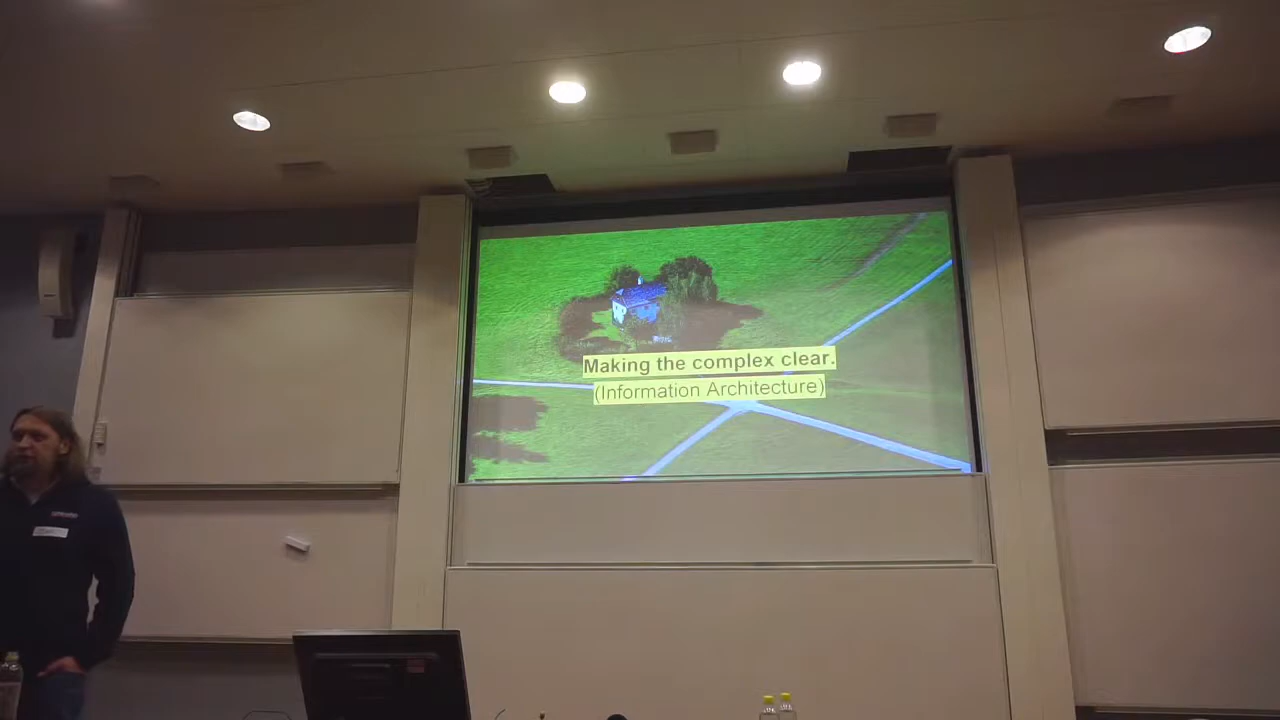 Making the complex clear.
(Information Architecture)